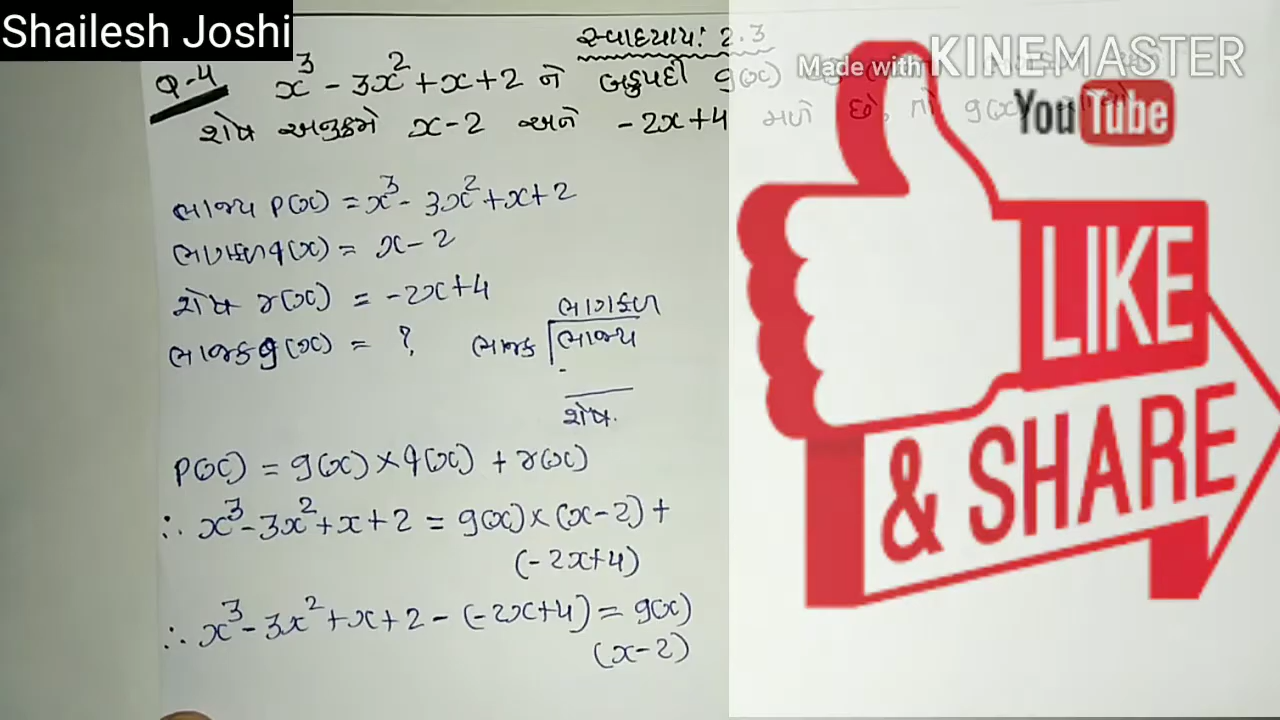 Shailesh Joshi
સ્વાધ્યાય: 2.3
Q-4 x³ - 3x² + x + 2 ને બહુપદી g(x)
શેષ અનુક્રમે x-2 અને -2x+4 મળે છે, તો g(x)
Made with KINEMASTER
YouTube
LIKE
& SHARE
ભાજ્ય P(x) = x³ - 3x² + x + 2
ભાગફળ q(x) = x - 2
શેષ r(x) = -2x+4
ભાજક g(x) = ?
ભાગફળ
ભાજક ભાજ્ય
-
શેષ.
P(x) = g(x) × q(x) + r(x)
∴ x³ - 3x² + x + 2 = g(x) × (x-2) +
(-2x+4)
∴ x³ - 3x² + x + 2 - (-2x+4) = g(x)
(x-2)